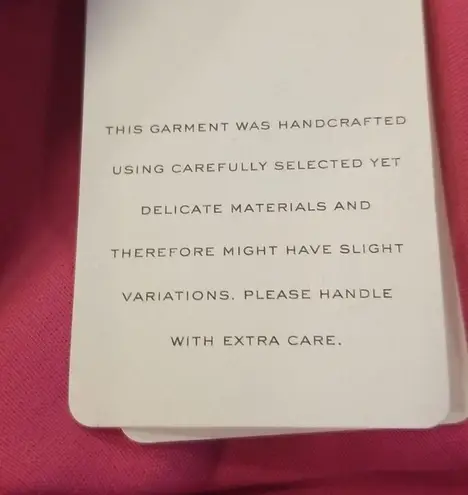 THIS GARMENT WAS HANDCRAFTED
USING CAREFULLY SELECTED YET
DELICATE MATERIALS AND
THEREFORE MIGHT HAVE SLIGHT
VARIATIONS. PLEASE HANDLE
WITH EXTRA CARE.